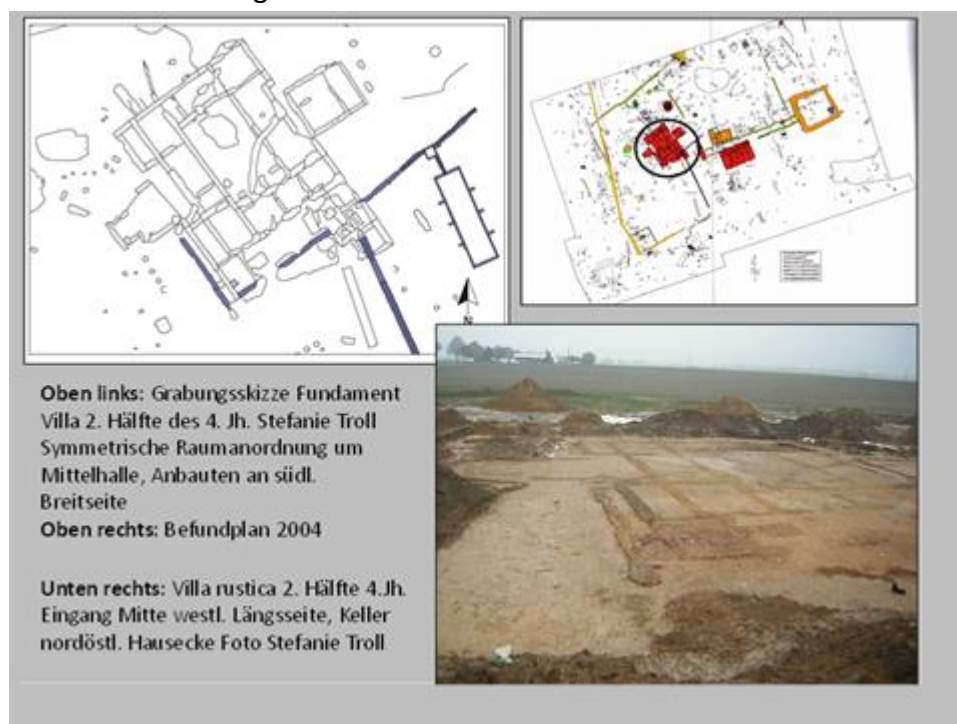 N
Oben links: Grabungsskizze Fundament
Villa 2. Hälfte des 4. Jh. Stefanie Troll
Symmetrische Raumanordnung um
Mittelhalle, Anbauten an südl.
Breitseite
Oben rechts: Befundplan 2004
Unten rechts: Villa rustica 2. Hälfte 4.Jh.
Eingang Mitte westl. Längsseite, Keller
nordöstl. Hausecke Foto Stefanie Troll